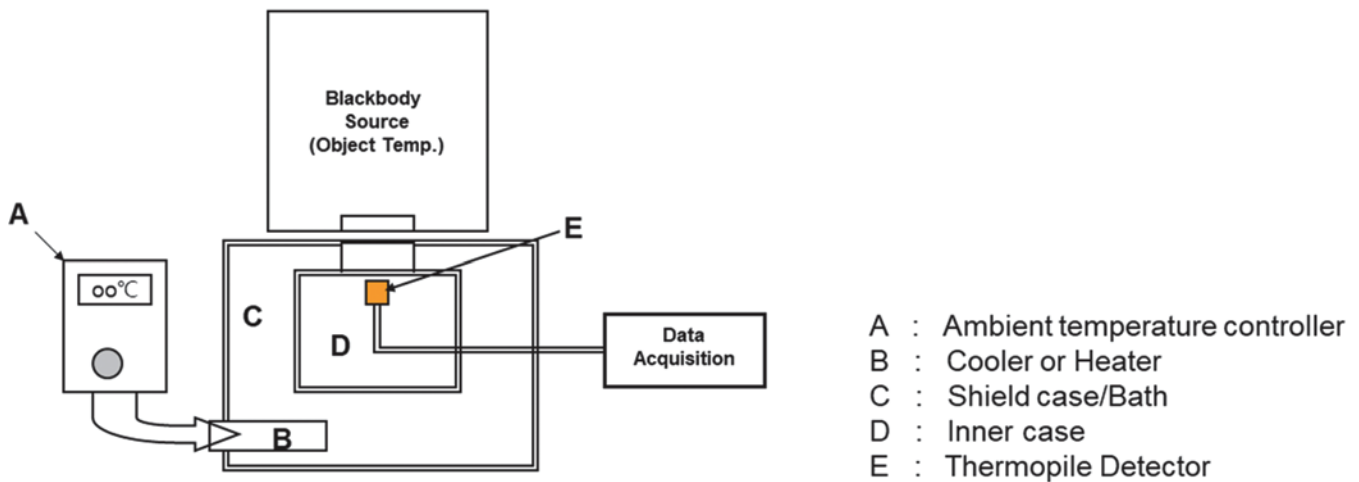 Blackbody
Source
(Object Temp.)
A
E
oo°C
C
D
Data
Acquisition
B
A : Ambient temperature controller
B : Cooler or Heater
C : Shield case/Bath
D : Inner case
E : Thermopile Detector